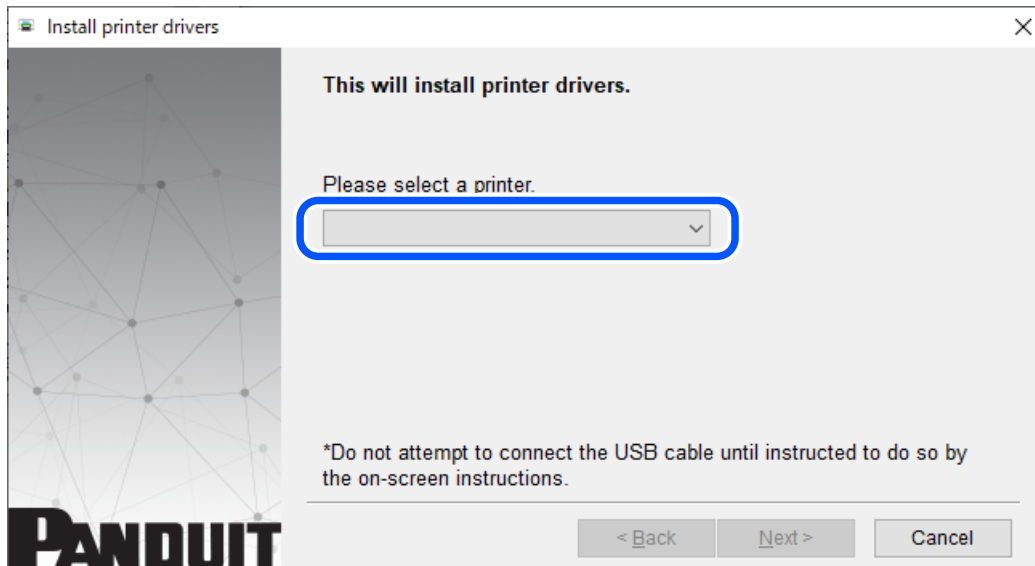 Install printer drivers
This will install printer drivers.
Please select a printer.
*Do not attempt to connect the USB cable until instructed to do so by
the on-screen instructions.
PANDUIT
< Back
Next >
Cancel